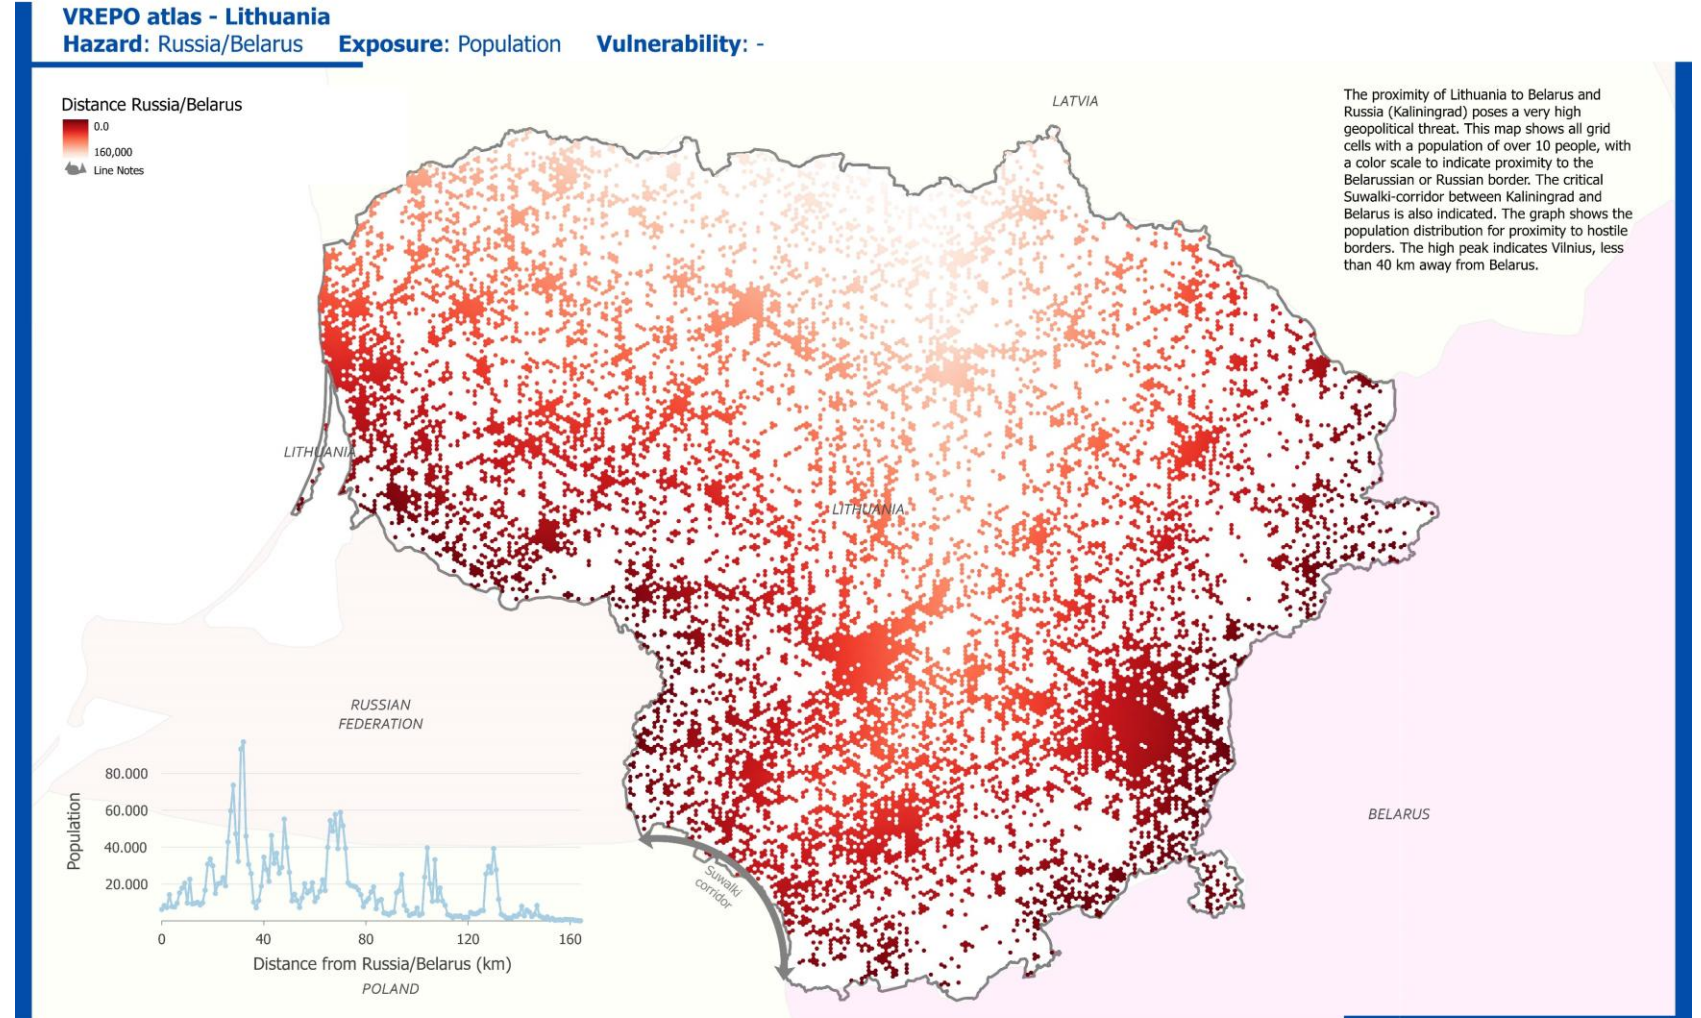 VREPO atlas - Lithuania
Hazard: Russia/Belarus Exposure: Population Vulnerability: -
Distance Russia/Belarus
0.0
160,000
Line Notes
The proximity of Lithuania to Belarus and
Russia (Kaliningrad) poses a very high
geopolitical threat. This map shows all grid
cells with a population of over 10 people, with
a color scale to indicate proximity to the
Belarussian or Russian border. The critical
Suwalki-corridor between Kaliningrad and
Belarus is also indicated. The graph shows the
population distribution for proximity to hostile
borders. The high peak indicates Vilnius, less
than 40 km away from Belarus.
LATVIA
LITHUANIA
LITHUANIA
RUSSIAN
FEDERATION
BELARUS
Suwalki
corridor
Population
80.000
60.000
40.000
20.000
0 40 80 120 160
Distance from Russia/Belarus (km)
POLAND